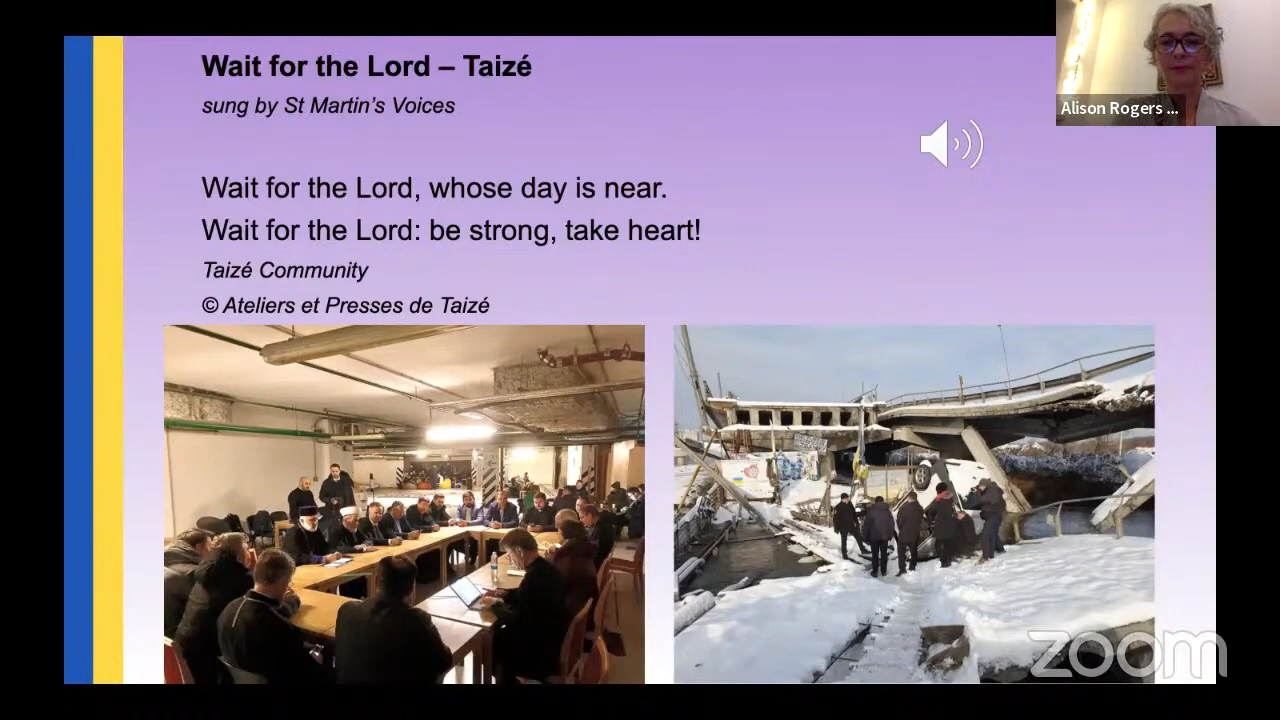 Wait for the Lord – Taizé
sung by St Martin's Voices
Alison Rogers ...
Wait for the Lord, whose day is near.
Wait for the Lord: be strong, take heart!
Taizé Community
© Ateliers et Presses de Taizé
zoom